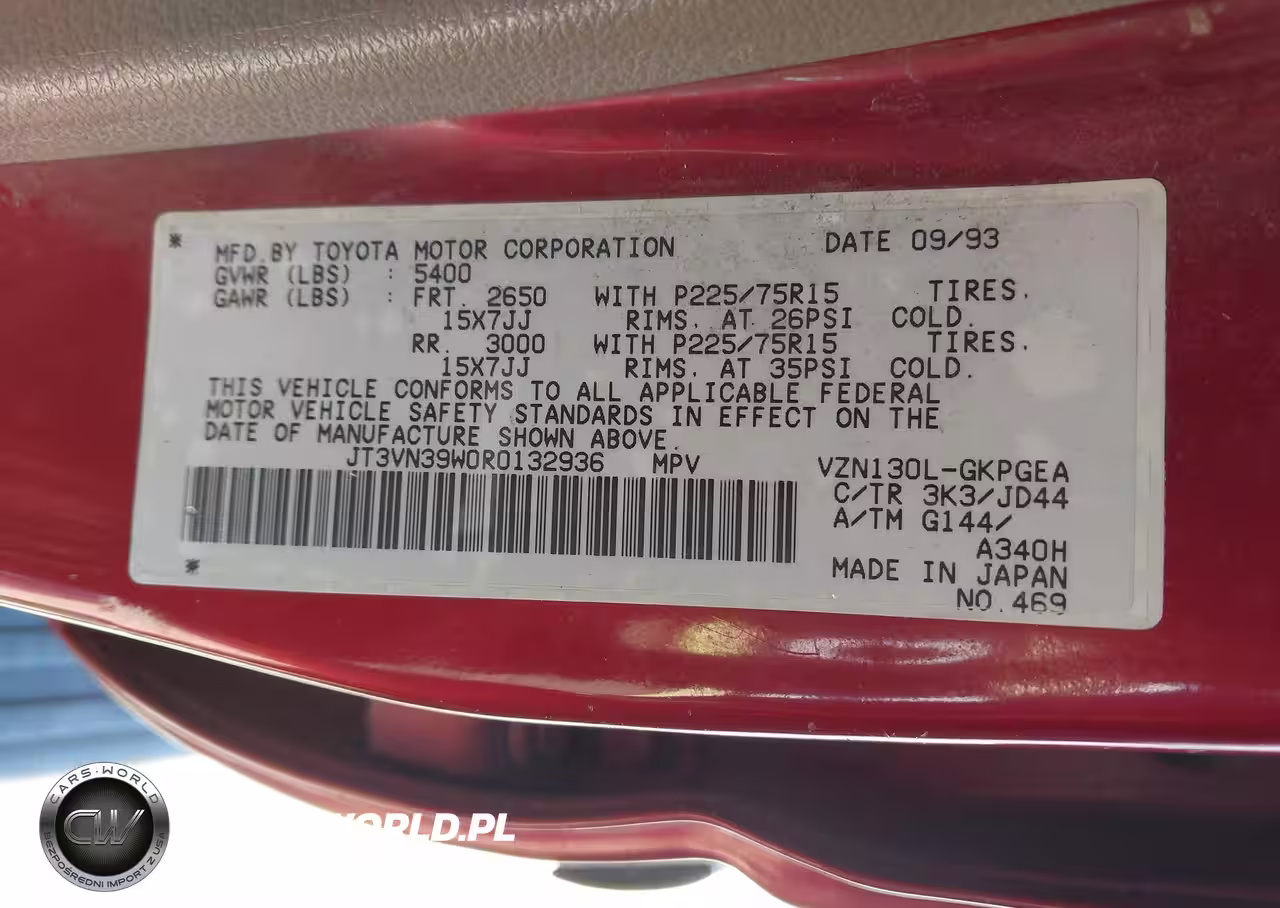 * MFD. BY TOYOTA MOTOR CORPORATION DATE 09/93
GVWR (LBS) : 5400
GAWR (LBS) : FRT. 2650 WITH P225/75R15 TIRES.
15X7JJ RIMS. AT 26PSI COLD.
RR. 3000 WITH P225/75R15 TIRES.
15X7JJ RIMS. AT 35PSI COLD.
THIS VEHICLE CONFORMS TO ALL APPLICABLE FEDERAL
MOTOR VEHICLE SAFETY STANDARDS IN EFFECT ON THE
DATE OF MANUFACTURE SHOWN ABOVE.
JT3VN39W0R0132936 MPV VZN130L-GKPGEA
C/TR 3K3/JD44
A/TM G144/
A340H
* MADE IN JAPAN
NO.469
CARS·WORLD
CW
BEZPOŚREDNI IMPORT Z USA
WORLD.PL